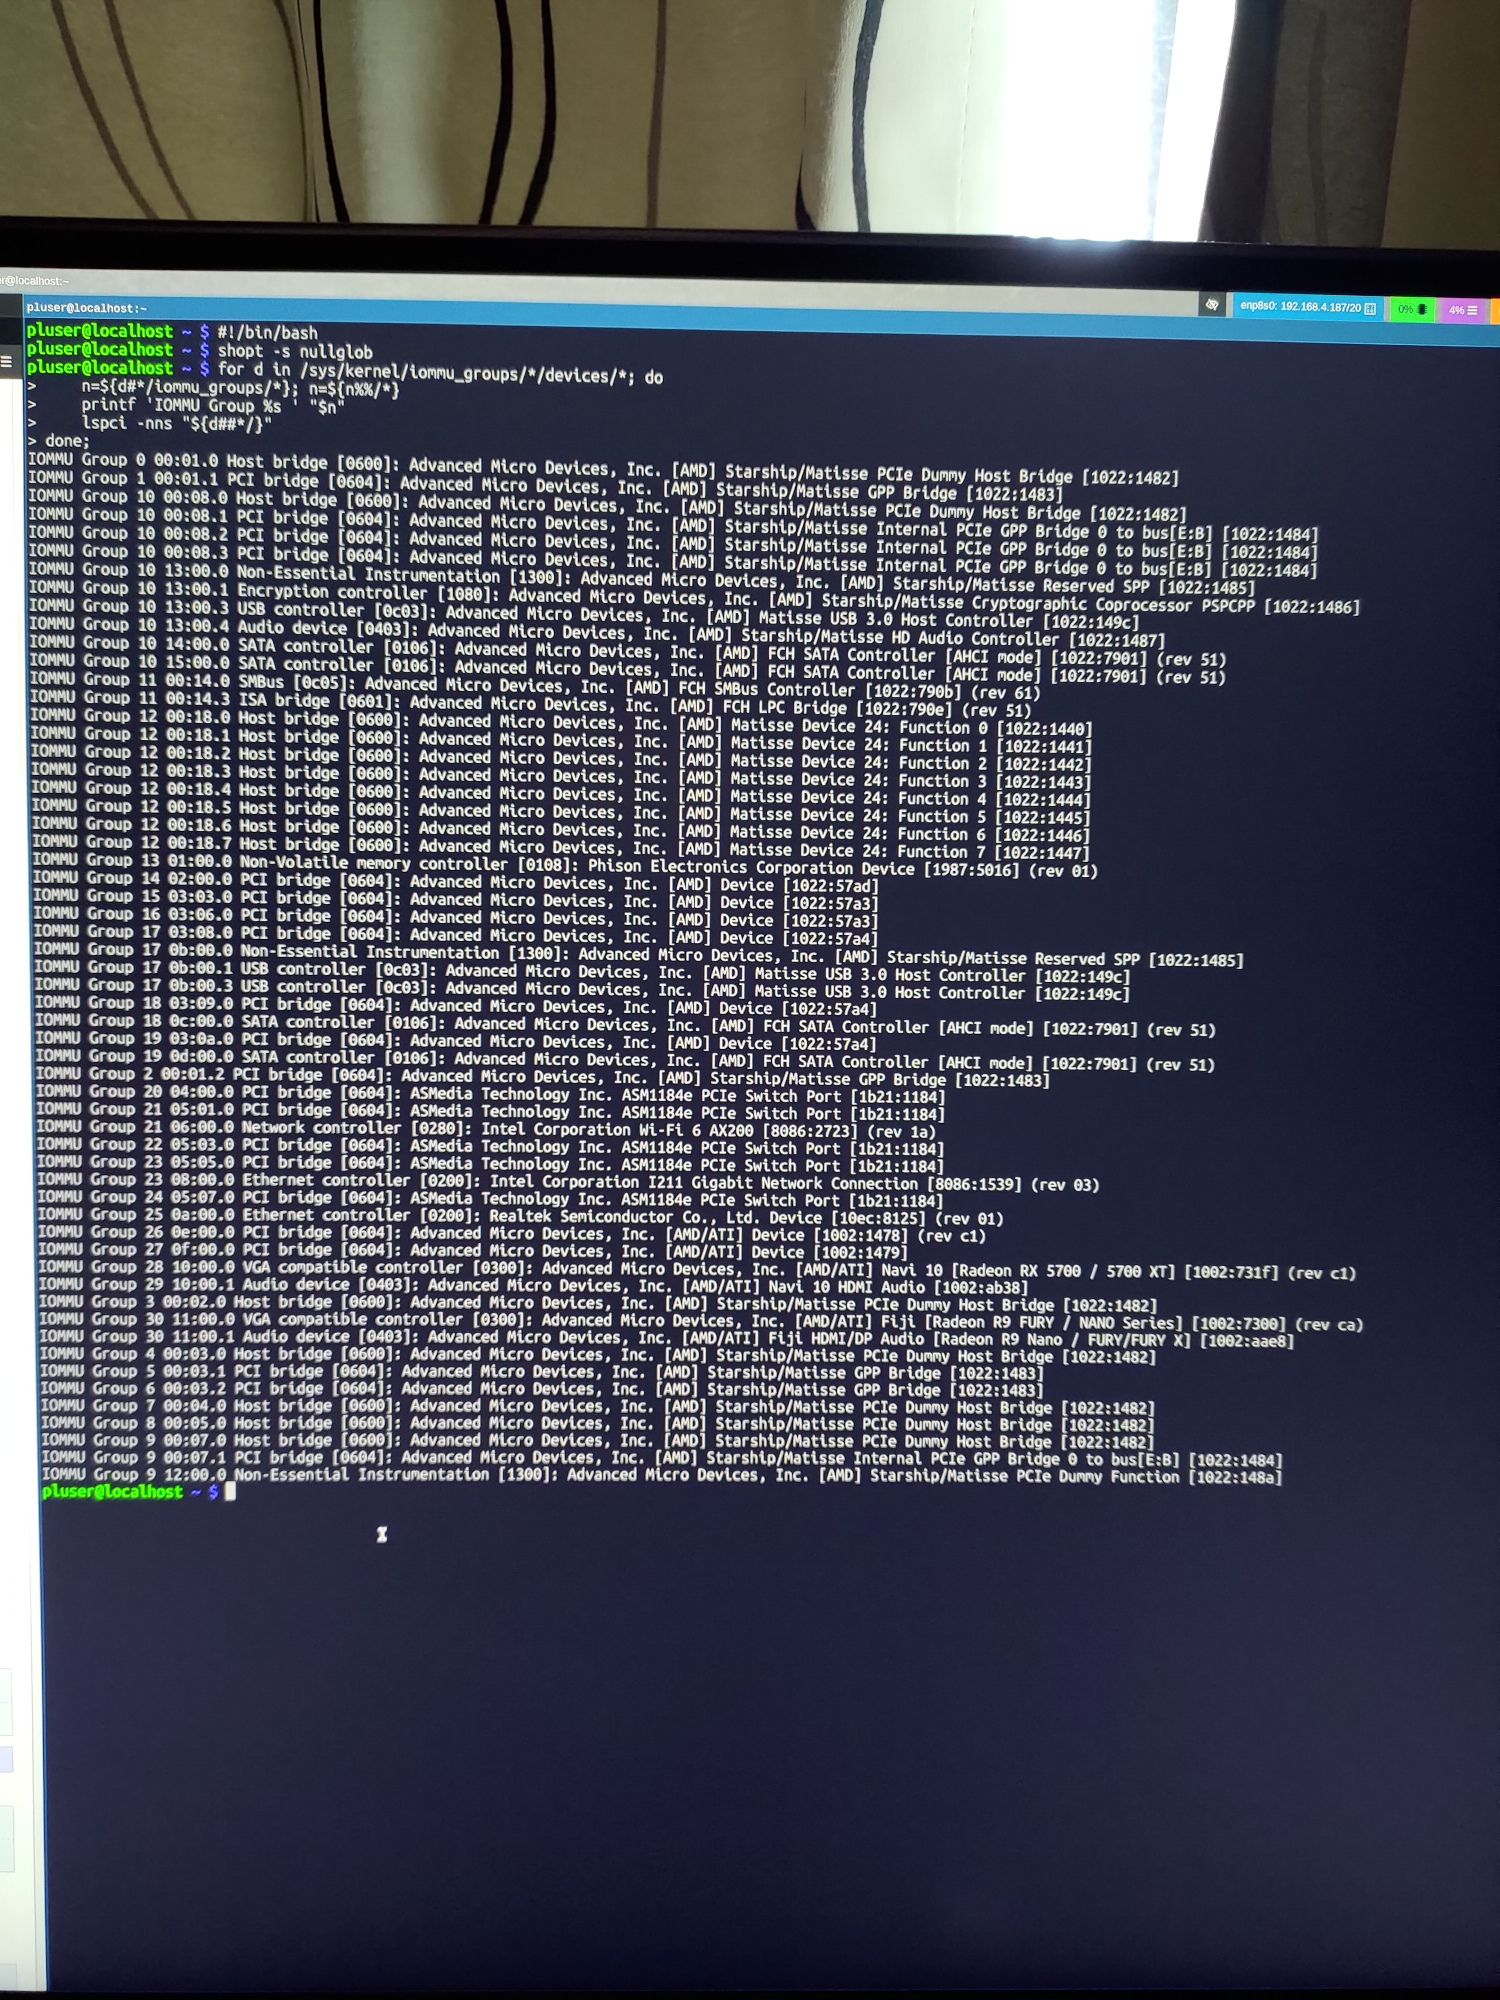 er@localhost:~
pluser@localhost:~
enp8s0: 192.168.4.187/20
0%
4%
pluser@localhost ~ $ #!/bin/bash
pluser@localhost ~ $ shopt -s nullglob
pluser@localhost ~ $ for d in /sys/kernel/iommu_groups/*/devices/*; do
>     n=${d#*/iommu_groups/*}; n=${n%%/*}
>     printf 'IOMMU Group %s ' "$n"
>     lspci -nns "${d##*/}"
> done;
IOMMU Group 0 00:01.0 Host bridge [0600]: Advanced Micro Devices, Inc. [AMD] Starship/Matisse PCIe Dummy Host Bridge [1022:1482]
IOMMU Group 1 00:01.1 PCI bridge [0604]: Advanced Micro Devices, Inc. [AMD] Starship/Matisse GPP Bridge [1022:1483]
IOMMU Group 10 00:08.0 Host bridge [0600]: Advanced Micro Devices, Inc. [AMD] Starship/Matisse PCIe Dummy Host Bridge [1022:1482]
IOMMU Group 10 00:08.1 PCI bridge [0604]: Advanced Micro Devices, Inc. [AMD] Starship/Matisse Internal PCIe GPP Bridge 0 to bus[E:B] [1022:1484]
IOMMU Group 10 00:08.2 PCI bridge [0604]: Advanced Micro Devices, Inc. [AMD] Starship/Matisse Internal PCIe GPP Bridge 0 to bus[E:B] [1022:1484]
IOMMU Group 10 00:08.3 PCI bridge [0604]: Advanced Micro Devices, Inc. [AMD] Starship/Matisse Internal PCIe GPP Bridge 0 to bus[E:B] [1022:1484]
IOMMU Group 10 13:00.0 Non-Essential Instrumentation [1300]: Advanced Micro Devices, Inc. [AMD] Starship/Matisse Reserved SPP [1022:1485]
IOMMU Group 10 13:00.1 Encryption controller [1080]: Advanced Micro Devices, Inc. [AMD] Starship/Matisse Cryptographic Coprocessor PSPCPP [1022:1486]
IOMMU Group 10 13:00.3 USB controller [0c03]: Advanced Micro Devices, Inc. [AMD] Matisse USB 3.0 Host Controller [1022:149c]
IOMMU Group 10 13:00.4 Audio device [0403]: Advanced Micro Devices, Inc. [AMD] Starship/Matisse HD Audio Controller [1022:1487]
IOMMU Group 10 14:00.0 SATA controller [0106]: Advanced Micro Devices, Inc. [AMD] FCH SATA Controller [AHCI mode] [1022:7901] (rev 51)
IOMMU Group 10 15:00.0 SATA controller [0106]: Advanced Micro Devices, Inc. [AMD] FCH SATA Controller [AHCI mode] [1022:7901] (rev 51)
IOMMU Group 11 00:14.0 SMBus [0c05]: Advanced Micro Devices, Inc. [AMD] FCH SMBus Controller [1022:790b] (rev 61)
IOMMU Group 11 00:14.3 ISA bridge [0601]: Advanced Micro Devices, Inc. [AMD] FCH LPC Bridge [1022:790e] (rev 51)
IOMMU Group 12 00:18.0 Host bridge [0600]: Advanced Micro Devices, Inc. [AMD] Matisse Device 24: Function 0 [1022:1440]
IOMMU Group 12 00:18.1 Host bridge [0600]: Advanced Micro Devices, Inc. [AMD] Matisse Device 24: Function 1 [1022:1441]
IOMMU Group 12 00:18.2 Host bridge [0600]: Advanced Micro Devices, Inc. [AMD] Matisse Device 24: Function 2 [1022:1442]
IOMMU Group 12 00:18.3 Host bridge [0600]: Advanced Micro Devices, Inc. [AMD] Matisse Device 24: Function 3 [1022:1443]
IOMMU Group 12 00:18.4 Host bridge [0600]: Advanced Micro Devices, Inc. [AMD] Matisse Device 24: Function 4 [1022:1444]
IOMMU Group 12 00:18.5 Host bridge [0600]: Advanced Micro Devices, Inc. [AMD] Matisse Device 24: Function 5 [1022:1445]
IOMMU Group 12 00:18.6 Host bridge [0600]: Advanced Micro Devices, Inc. [AMD] Matisse Device 24: Function 6 [1022:1446]
IOMMU Group 12 00:18.7 Host bridge [0600]: Advanced Micro Devices, Inc. [AMD] Matisse Device 24: Function 7 [1022:1447]
IOMMU Group 13 01:00.0 Non-Volatile memory controller [0108]: Phison Electronics Corporation Device [1987:5016] (rev 01)
IOMMU Group 14 02:00.0 PCI bridge [0604]: Advanced Micro Devices, Inc. [AMD] Device [1022:57ad]
IOMMU Group 15 03:03.0 PCI bridge [0604]: Advanced Micro Devices, Inc. [AMD] Device [1022:57a3]
IOMMU Group 16 03:06.0 PCI bridge [0604]: Advanced Micro Devices, Inc. [AMD] Device [1022:57a3]
IOMMU Group 17 03:08.0 PCI bridge [0604]: Advanced Micro Devices, Inc. [AMD] Device [1022:57a4]
IOMMU Group 17 0b:00.0 Non-Essential Instrumentation [1300]: Advanced Micro Devices, Inc. [AMD] Starship/Matisse Reserved SPP [1022:1485]
IOMMU Group 17 0b:00.1 USB controller [0c03]: Advanced Micro Devices, Inc. [AMD] Matisse USB 3.0 Host Controller [1022:149c]
IOMMU Group 17 0b:00.3 USB controller [0c03]: Advanced Micro Devices, Inc. [AMD] Matisse USB 3.0 Host Controller [1022:149c]
IOMMU Group 18 03:09.0 PCI bridge [0604]: Advanced Micro Devices, Inc. [AMD] Device [1022:57a4]
IOMMU Group 18 0c:00.0 SATA controller [0106]: Advanced Micro Devices, Inc. [AMD] FCH SATA Controller [AHCI mode] [1022:7901] (rev 51)
IOMMU Group 19 03:0a.0 PCI bridge [0604]: Advanced Micro Devices, Inc. [AMD] Device [1022:57a4]
IOMMU Group 19 0d:00.0 SATA controller [0106]: Advanced Micro Devices, Inc. [AMD] FCH SATA Controller [AHCI mode] [1022:7901] (rev 51)
IOMMU Group 2 00:01.2 PCI bridge [0604]: Advanced Micro Devices, Inc. [AMD] Starship/Matisse GPP Bridge [1022:1483]
IOMMU Group 20 04:00.0 PCI bridge [0604]: ASMedia Technology Inc. ASM1184e PCIe Switch Port [1b21:1184]
IOMMU Group 21 05:01.0 PCI bridge [0604]: ASMedia Technology Inc. ASM1184e PCIe Switch Port [1b21:1184]
IOMMU Group 21 06:00.0 Network controller [0280]: Intel Corporation Wi-Fi 6 AX200 [8086:2723] (rev 1a)
IOMMU Group 22 05:03.0 PCI bridge [0604]: ASMedia Technology Inc. ASM1184e PCIe Switch Port [1b21:1184]
IOMMU Group 23 05:05.0 PCI bridge [0604]: ASMedia Technology Inc. ASM1184e PCIe Switch Port [1b21:1184]
IOMMU Group 23 08:00.0 Ethernet controller [0200]: Intel Corporation I211 Gigabit Network Connection [8086:1539] (rev 03)
IOMMU Group 24 05:07.0 PCI bridge [0604]: ASMedia Technology Inc. ASM1184e PCIe Switch Port [1b21:1184]
IOMMU Group 25 0a:00.0 Ethernet controller [0200]: Realtek Semiconductor Co., Ltd. Device [10ec:8125] (rev 01)
IOMMU Group 26 0e:00.0 PCI bridge [0604]: Advanced Micro Devices, Inc. [AMD/ATI] Device [1002:1478] (rev c1)
IOMMU Group 27 0f:00.0 PCI bridge [0604]: Advanced Micro Devices, Inc. [AMD/ATI] Device [1002:1479]
IOMMU Group 28 10:00.0 VGA compatible controller [0300]: Advanced Micro Devices, Inc. [AMD/ATI] Navi 10 [Radeon RX 5700 / 5700 XT] [1002:731f] (rev c1)
IOMMU Group 29 10:00.1 Audio device [0403]: Advanced Micro Devices, Inc. [AMD/ATI] Navi 10 HDMI Audio [1002:ab38]
IOMMU Group 3 00:02.0 Host bridge [0600]: Advanced Micro Devices, Inc. [AMD] Starship/Matisse PCIe Dummy Host Bridge [1022:1482]
IOMMU Group 30 11:00.0 VGA compatible controller [0300]: Advanced Micro Devices, Inc. [AMD/ATI] Fiji [Radeon R9 FURY / NANO Series] [1002:7300] (rev ca)
IOMMU Group 30 11:00.1 Audio device [0403]: Advanced Micro Devices, Inc. [AMD/ATI] Fiji HDMI/DP Audio [Radeon R9 Nano / FURY/FURY X] [1002:aae8]
IOMMU Group 4 00:03.0 Host bridge [0600]: Advanced Micro Devices, Inc. [AMD] Starship/Matisse PCIe Dummy Host Bridge [1022:1482]
IOMMU Group 5 00:03.1 PCI bridge [0604]: Advanced Micro Devices, Inc. [AMD] Starship/Matisse GPP Bridge [1022:1483]
IOMMU Group 6 00:03.2 PCI bridge [0604]: Advanced Micro Devices, Inc. [AMD] Starship/Matisse GPP Bridge [1022:1483]
IOMMU Group 7 00:04.0 Host bridge [0600]: Advanced Micro Devices, Inc. [AMD] Starship/Matisse PCIe Dummy Host Bridge [1022:1482]
IOMMU Group 8 00:05.0 Host bridge [0600]: Advanced Micro Devices, Inc. [AMD] Starship/Matisse PCIe Dummy Host Bridge [1022:1482]
IOMMU Group 9 00:07.0 Host bridge [0600]: Advanced Micro Devices, Inc. [AMD] Starship/Matisse PCIe Dummy Host Bridge [1022:1482]
IOMMU Group 9 00:07.1 PCI bridge [0604]: Advanced Micro Devices, Inc. [AMD] Starship/Matisse Internal PCIe GPP Bridge 0 to bus[E:B] [1022:1484]
IOMMU Group 9 12:00.0 Non-Essential Instrumentation [1300]: Advanced Micro Devices, Inc. [AMD] Starship/Matisse PCIe Dummy Function [1022:148a]
pluser@localhost ~ $